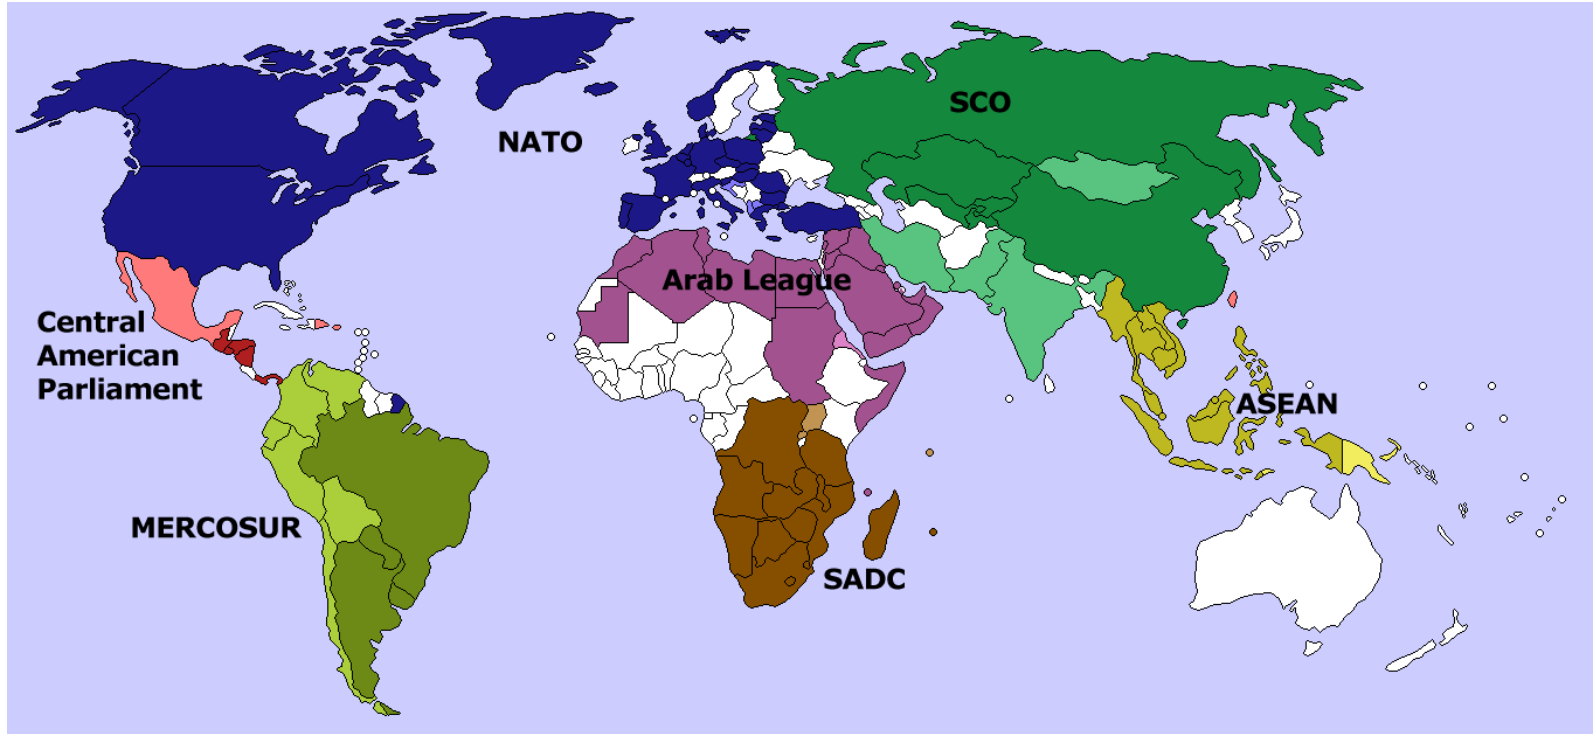 SCO
NATO
Arab League
Central
American
Parliament
ASEAN
MERCOSUR
SADC